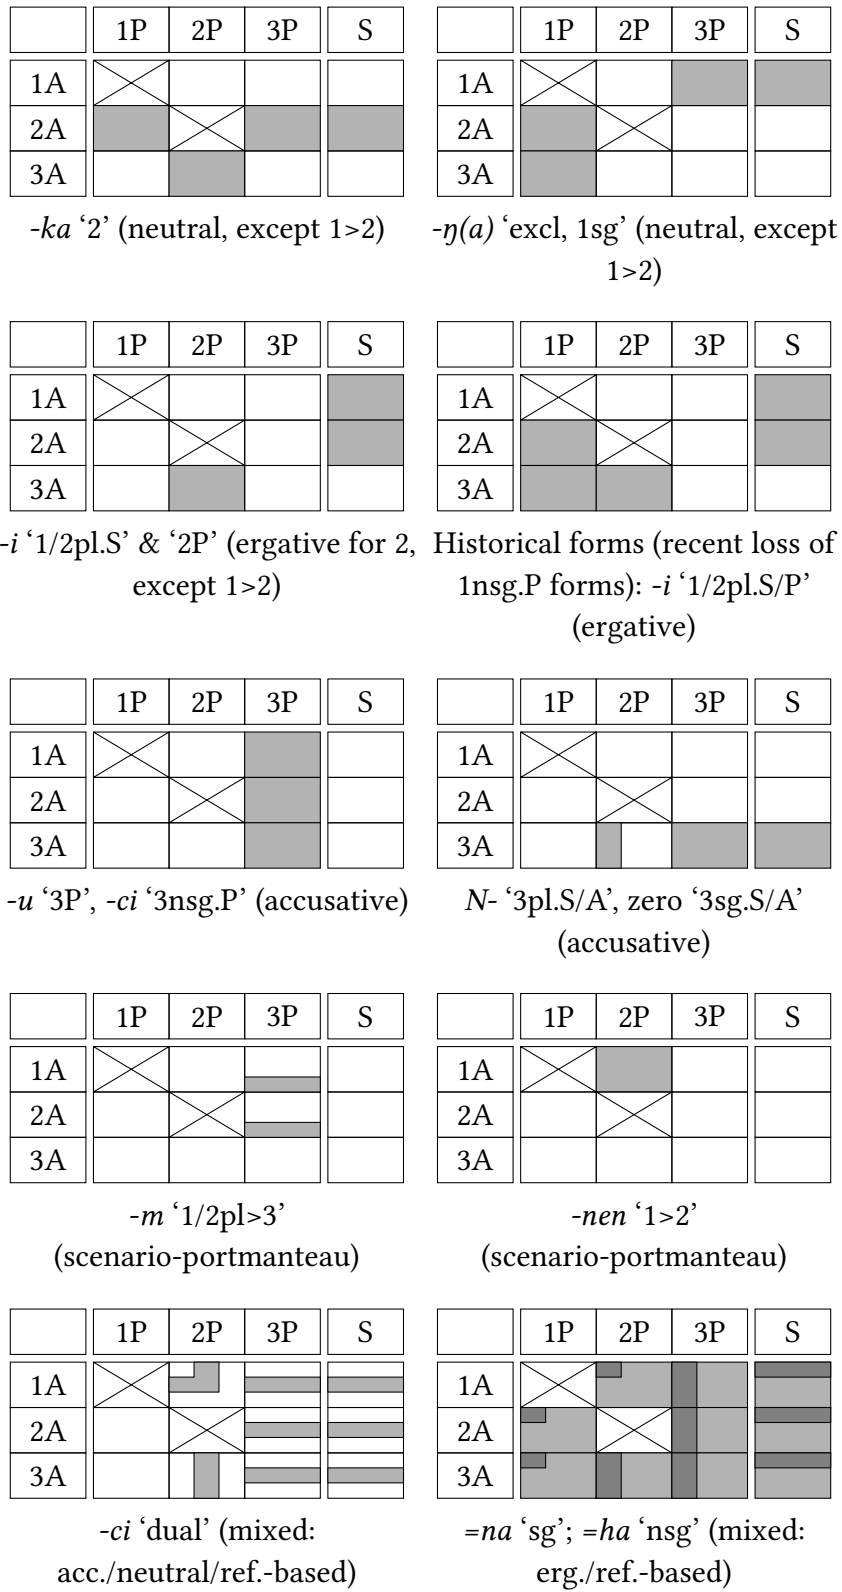 1P 2P 3P S
1A
2A
3A
-ka ‘2’ (neutral, except 1>2)
1P 2P 3P S
1A
2A
3A
-ŋ(a) ‘excl, 1sg’ (neutral, except
1>2)
1P 2P 3P S
1A
2A
3A
-i ‘1/2pl.S’ & ‘2P’ (ergative for 2,
except 1>2)
1P 2P 3P S
1A
2A
3A
Historical forms (recent loss of
1nsg.P forms): -i ‘1/2pl.S/P’
(ergative)
1P 2P 3P S
1A
2A
3A
-u ‘3P’, -ci ‘3nsg.P’ (accusative)
1P 2P 3P S
1A
2A
3A
N- ‘3pl.S/A’, zero ‘3sg.S/A’
(accusative)
1P 2P 3P S
1A
2A
3A
-m ‘1/2pl>3’
(scenario-portmanteau)
1P 2P 3P S
1A
2A
3A
-nen ‘1>2’
(scenario-portmanteau)
1P 2P 3P S
1A
2A
3A
-ci ‘dual’ (mixed:
acc./neutral/ref.-based)
1P 2P 3P S
1A
2A
3A
=na ‘sg’; =ha ‘nsg’ (mixed:
erg./ref.-based)